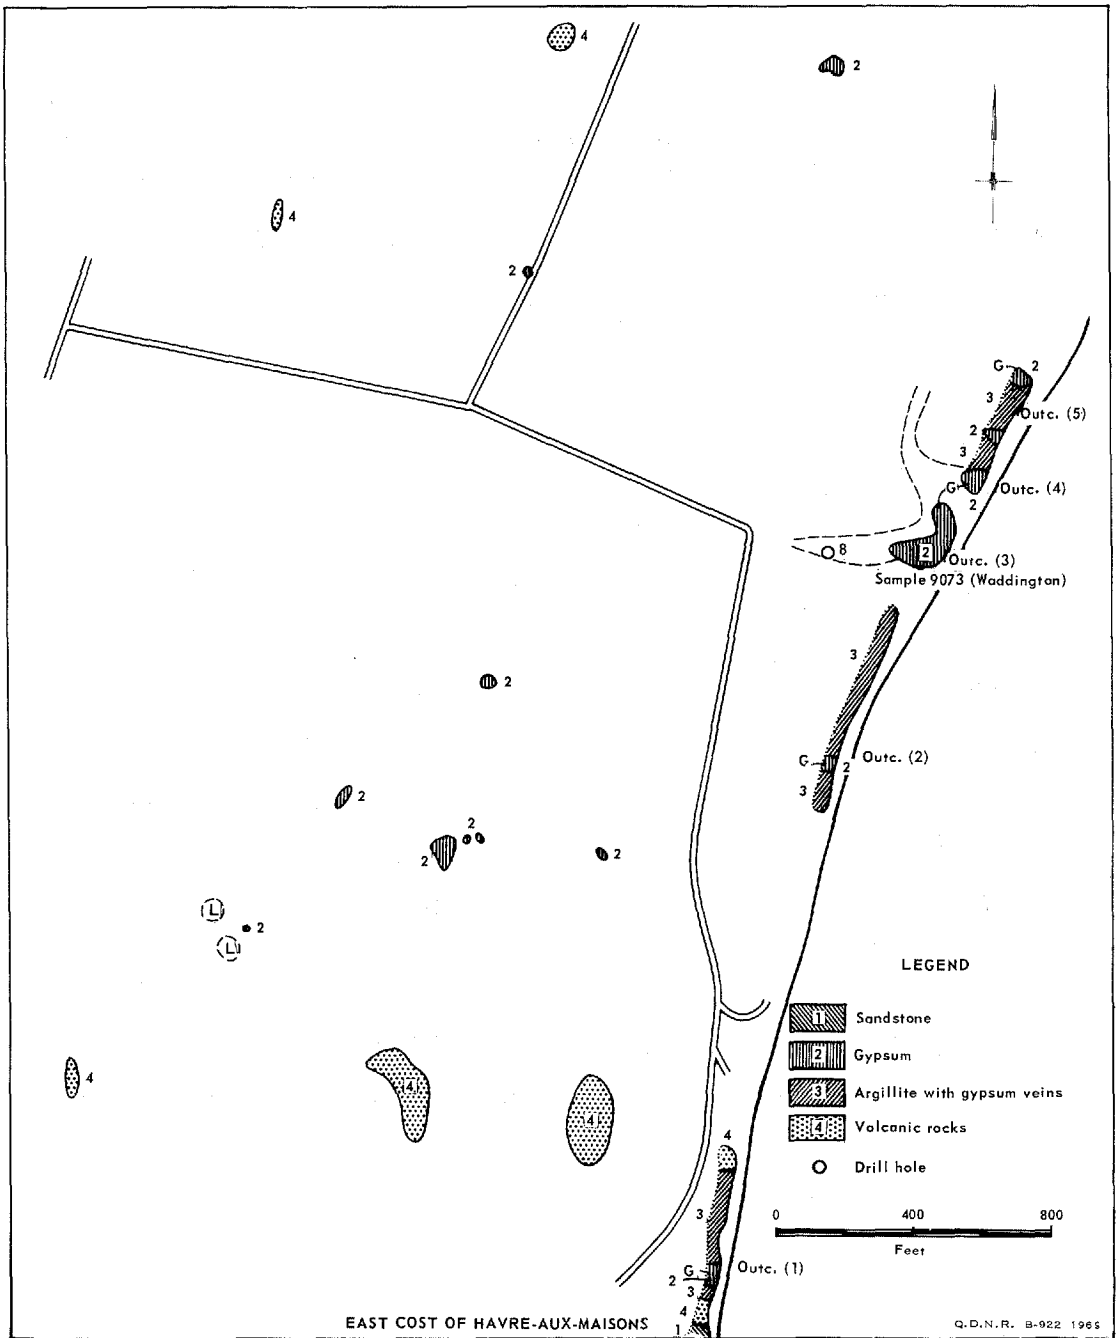 4
2
4
2
G
2
3
Outc. (5)
2
3
G
Outc. (4)
2
8
2
Outc. (3)
Sample 9073 (Waddington)
3
2
G
2
Outc. (2)
3
2
2
2
2
L
2
L
LEGEND
1 Sandstone
2 Gypsum
3 Argillite with gypsum veins
4 Volcanic rocks
Drill hole
4
4
4
4
0 400 800
Feet
3
G
2
Outc. (1)
3
4
1
EAST COST OF HAVRE-AUX-MAISONS
Q.D.N.R. B-922 1965